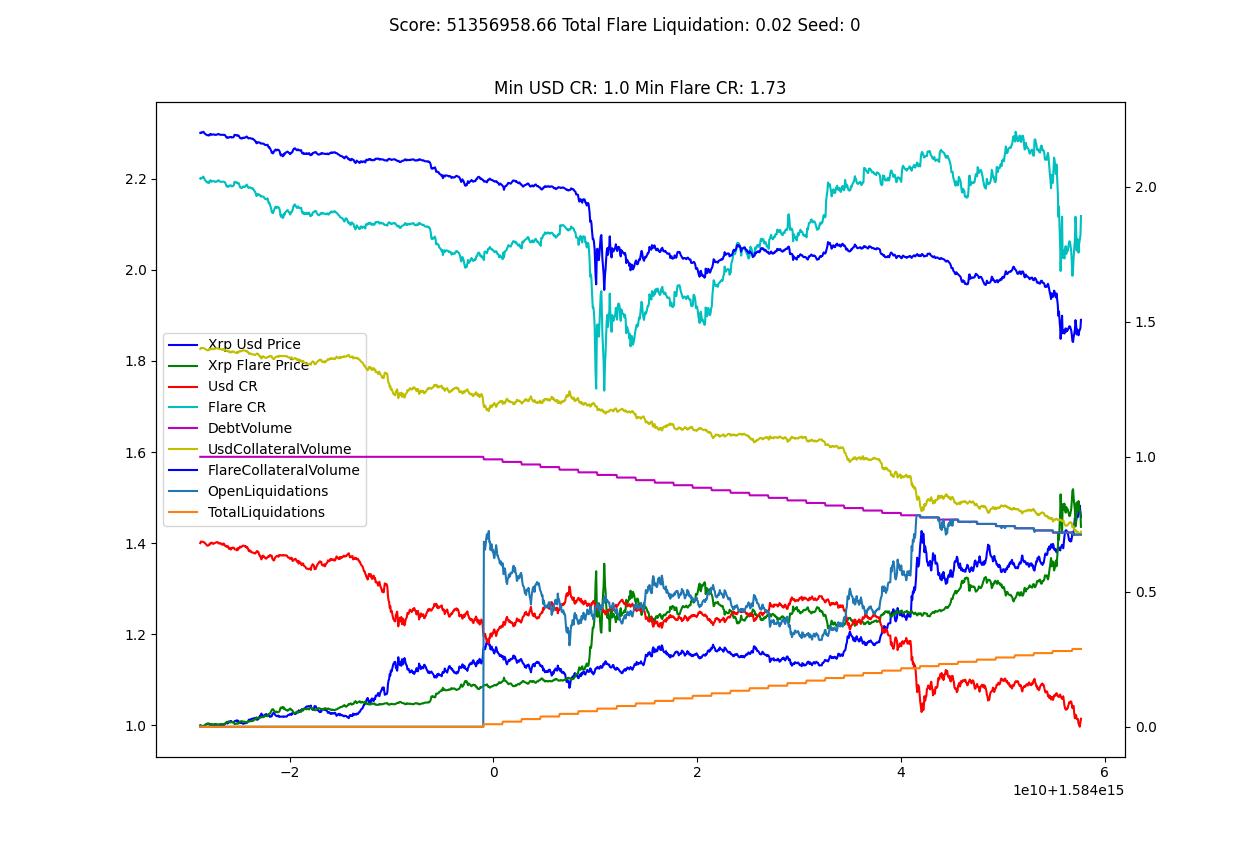 Score: 51356958.66 Total Flare Liquidation: 0.02 Seed: 0
Min USD CR: 1.0 Min Flare CR: 1.73
2.2
2.0
1.8
1.6
1.4
1.2
1.0
2.0
1.5
1.0
0.5
0.0
Xrp Usd Price
Xrp Flare Price
Usd CR
Flare CR
DebtVolume
UsdCollateralVolume
FlareCollateralVolume
OpenLiquidations
TotalLiquidations
−2 0 2 4 6
1e10+1.584e15